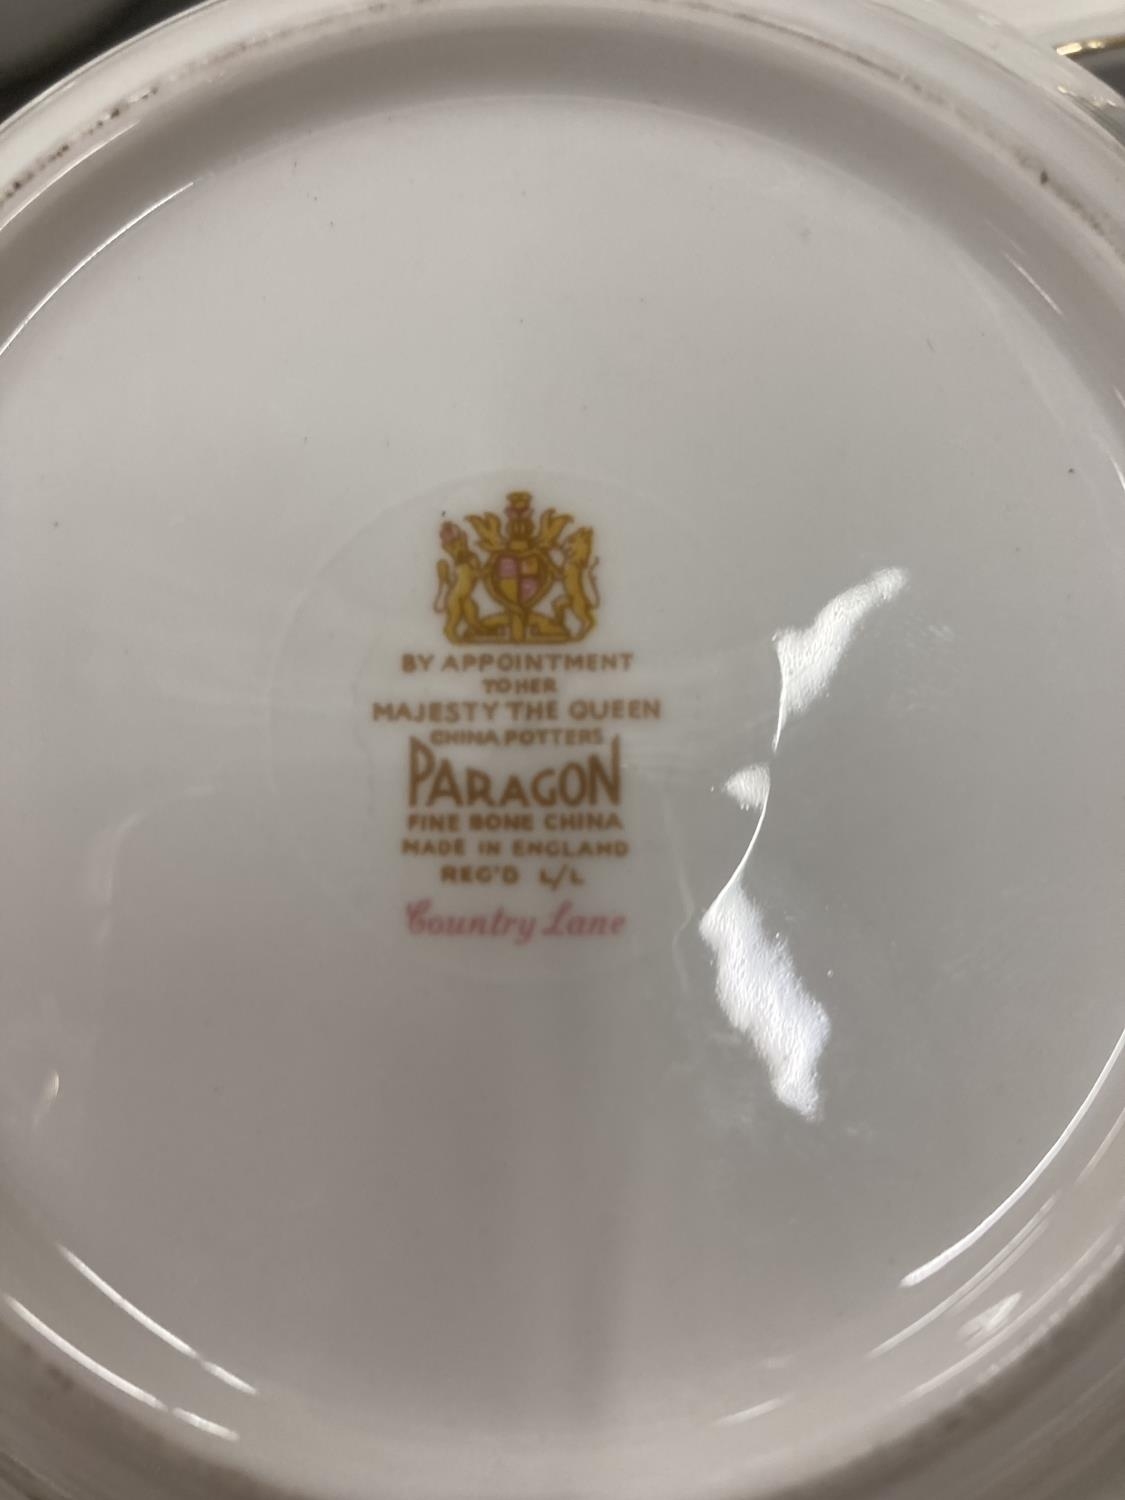 BY APPOINTMENT
TO HER
MAJESTY THE QUEEN
CHINA POTTERS
PARAGON
FINE BONE CHINA
MADE IN ENGLAND
REG'D L/L
Country Lane